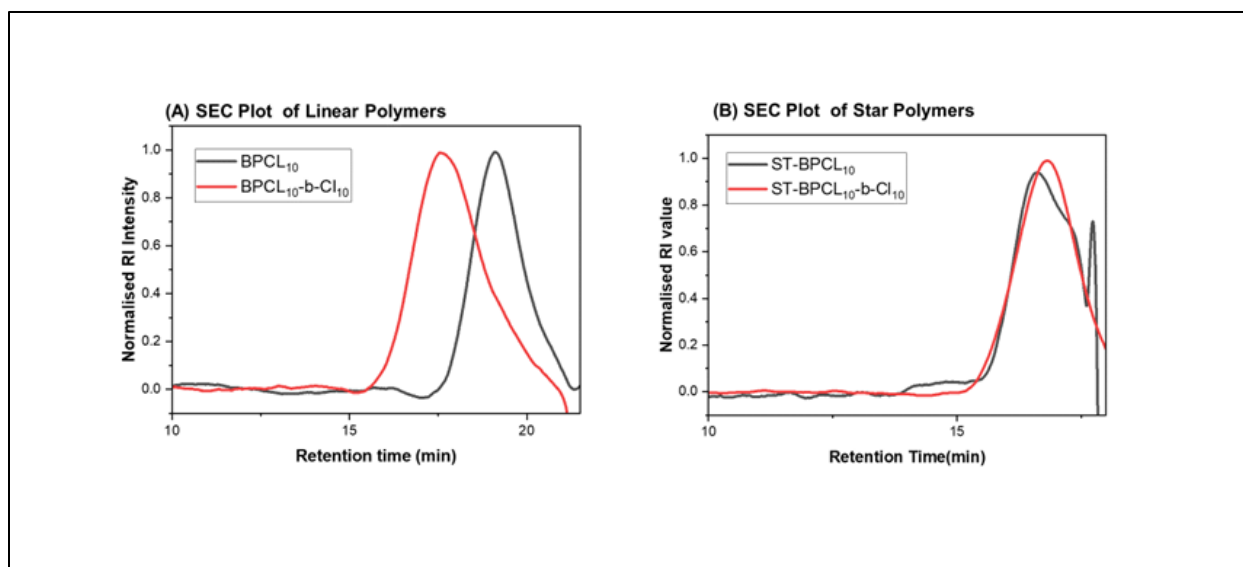 (A) SEC Plot of Linear Polymers
BPCL₁₀
BPCL₁₀-b-Cl₁₀
Normalised RI Intensity
1.0
0.8
0.6
0.4
0.2
0.0
10
15
20
Retention time (min)
(B) SEC Plot of Star Polymers
ST-BPCL₁₀
ST-BPCL₁₀-b-Cl₁₀
Normalised RI value
1.0
0.8
0.6
0.4
0.2
0.0
10
15
Retention Time(min)